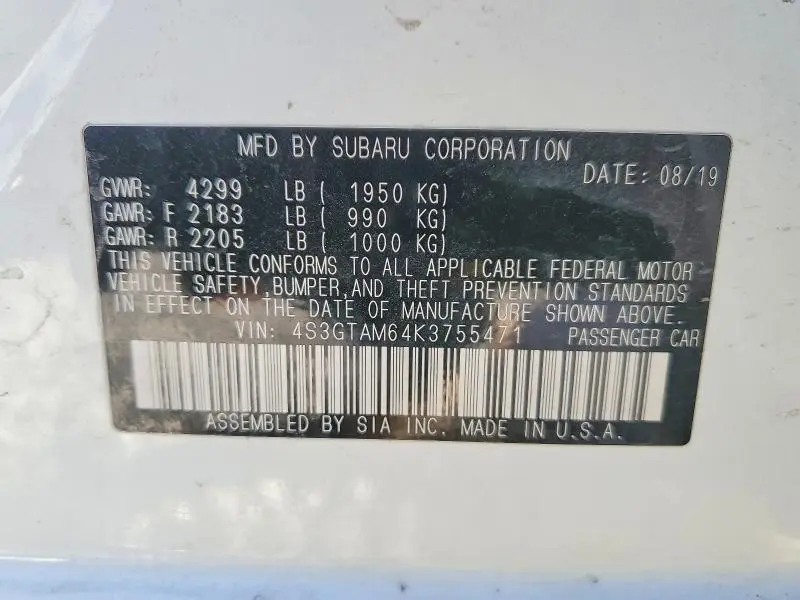 MFD BY SUBARU CORPORATION
DATE: 08/19
GVWR: 4299 LB ( 1950 KG)
GAWR: F 2183 LB ( 990 KG)
GAWR: R 2205 LB ( 1000 KG)
THIS VEHICLE CONFORMS TO ALL APPLICABLE FEDERAL MOTOR
VEHICLE SAFETY,BUMPER,AND THEFT PREVENTION STANDARDS
IN EFFECT ON THE DATE OF MANUFACTURE SHOWN ABOVE.
VIN: 4S3GTAM64K3755471 PASSENGER CAR
ASSEMBLED BY SIA INC. MADE IN U.S.A.